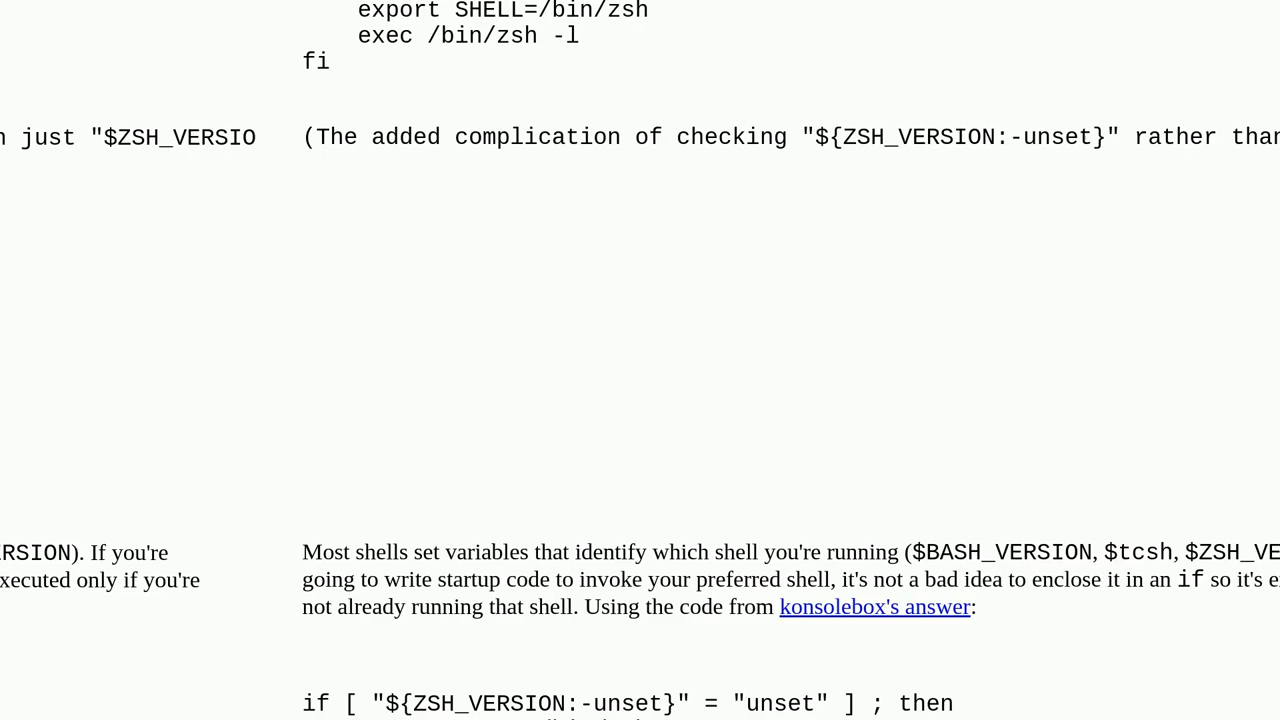 export SHELL=/bin/zsh
exec /bin/zsh -l
fi
just "$ZSH_VERSIO
(The added complication of checking "${ZSH_VERSION:-unset}" rather than
RSION). If you're
xecuted only if you're
Most shells set variables that identify which shell you're running ($BASH_VERSION, $tcsh, $ZSH_VE
going to write startup code to invoke your preferred shell, it's not a bad idea to enclose it in an if so it's e
not already running that shell. Using the code from konsolebox's answer:
if [ "${ZSH_VERSION:-unset}" = "unset" ] ; then